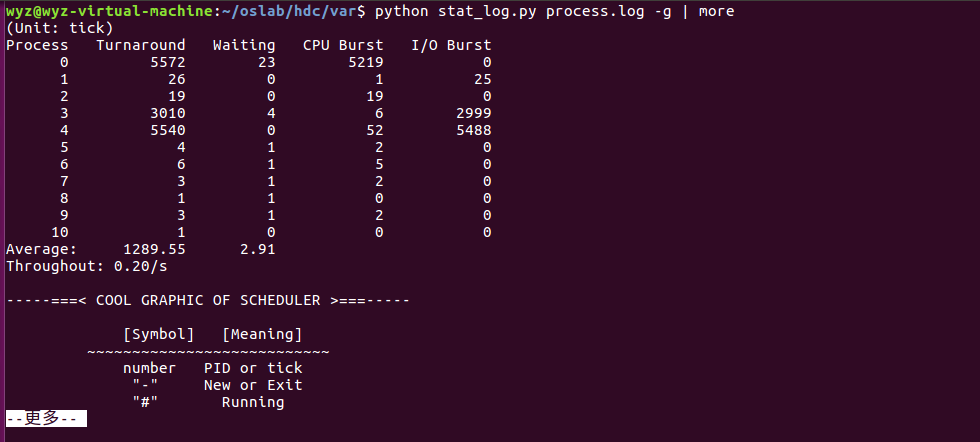 wyz@wyz-virtual-machine:~/oslab/hdc/var$ python stat_log.py process.log -g | more
(Unit: tick)
Process   Turnaround   Waiting   CPU Burst   I/O Burst
      0         5572        23        5219           0
      1           26         0           1          25
      2           19         0          19           0
      3         3010         4           6        2999
      4         5540         0          52        5488
      5            4         1           2           0
      6            6         1           5           0
      7            3         1           2           0
      8            1         1           0           0
      9            3         1           2           0
     10            1         0           0           0
Average:     1289.55      2.91
Throughout: 0.20/s
-----===< COOL GRAPHIC OF SCHEDULER >===-----
             [Symbol]   [Meaning]
         ~~~~~~~~~~~~~~~~~~~~~~~~~~~
             number   PID or tick
              "-"     New or Exit
              "#"       Running
--更多--